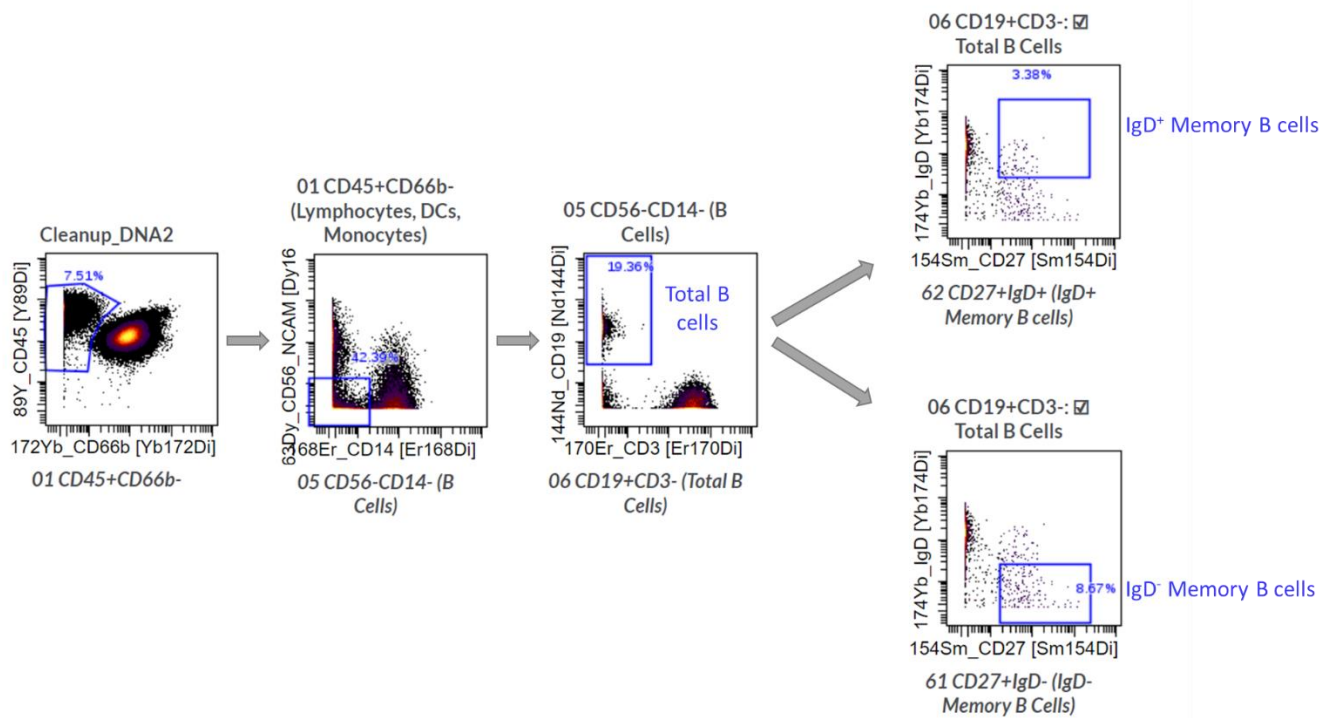 Cleanup_DNA2
7.51%
89Y_CD45 [Y89Di]
172Yb_CD66b [Yb172Di]
01 CD45+CD66b-
01 CD45+CD66b-
(Lymphocytes, DCs,
Monocytes)
42.39%
63Dy_CD56_NCAM [Dy16
168Er_CD14 [Er168Di]
05 CD56-CD14- (B
Cells)
05 CD56-CD14- (B
Cells)
19.36%
Total B
cells
144Nd_CD19 [Nd144Di]
170Er_CD3 [Er170Di]
06 CD19+CD3- (Total B
Cells)
06 CD19+CD3-: ☑
Total B Cells
3.38%
174Yb_IgD [Yb174Di]
154Sm_CD27 [Sm154Di]
IgD⁺ Memory B cells
62 CD27+IgD+ (IgD+
Memory B cells)
06 CD19+CD3-: ☑
Total B Cells
8.67%
174Yb_IgD [Yb174Di]
154Sm_CD27 [Sm154Di]
IgD⁻ Memory B cells
61 CD27+IgD- (IgD-
Memory B Cells)